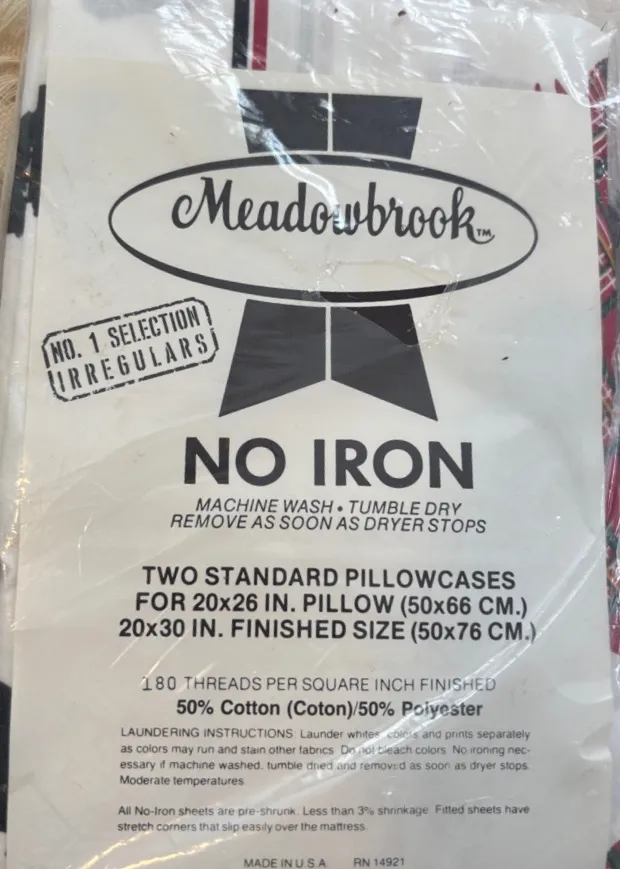 Meadowbrook™
NO. 1 SELECTION
IRREGULARS
NO IRON
MACHINE WASH • TUMBLE DRY
REMOVE AS SOON AS DRYER STOPS
TWO STANDARD PILLOWCASES
FOR 20x26 IN. PILLOW (50x66 CM.)
20x30 IN. FINISHED SIZE (50x76 CM.)
180 THREADS PER SQUARE INCH FINISHED
50% Cotton (Coton)/50% Polyester
LAUNDERING INSTRUCTIONS: Launder whites, colors and prints separately
as colors may run and stain other fabrics. Do not bleach colors. No ironing nec-
essary if machine washed, tumble dried and removed as soon as dryer stops.
Moderate temperatures
All No-Iron sheets are pre-shrunk. Less than 3% shrinkage. Fitted sheets have
stretch corners that slip easily over the mattress.
MADE IN U.S.A RN 14921